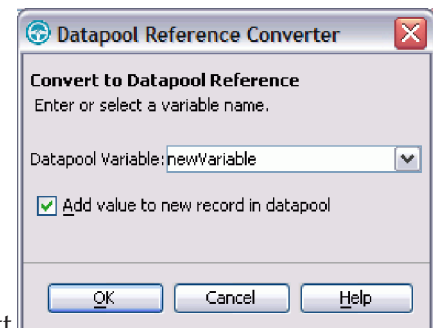 Datapool Reference Converter
Convert to Datapool Reference
Enter or select a variable name.
Datapool Variable: newVariable
Add value to new record in datapool
OK Cancel Help